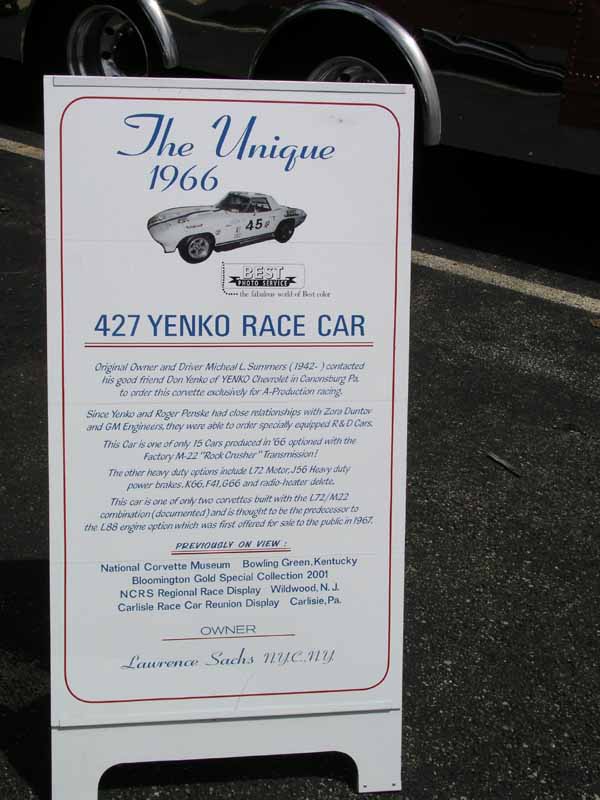 The Unique
1966
45
BEST
PHOTO SERVICE
the fabulous world of Best color
427 YENKO RACE CAR
Original Owner and Driver Micheal L. Summers (1942- ) contacted
his good friend Don Yenko of YENKO Chevrolet in Canonsburg Pa.
to order this corvette exclusively for A-Production racing.
Since Yenko and Roger Penske had close relationships with Zora Duntov
and GM Engineers, they were able to order specially equipped R&D Cars.
This Car is one of only 15 Cars produced in '66 optioned with the
Factory M-22 "Rock Crusher" Transmission!
The other heavy duty options include L72 Motor, J56 Heavy duty
power brakes, K66, F41, G66 and radio-heater delete.
This car is one of only two corvettes built with the L72/M22
combination (documented) and is thought to be the predecessor to
the L88 engine option which was first offered for sale to the public in 1967.
PREVIOUSLY ON VIEW :
National Corvette Museum Bowling Green, Kentucky
Bloomington Gold Special Collection 2001
NCRS Regional Race Display Wildwood, N.J.
Carlisle Race Car Reunion Display Carlisie, Pa.
OWNER
Lawrence Sachs N.Y.C., N.Y.